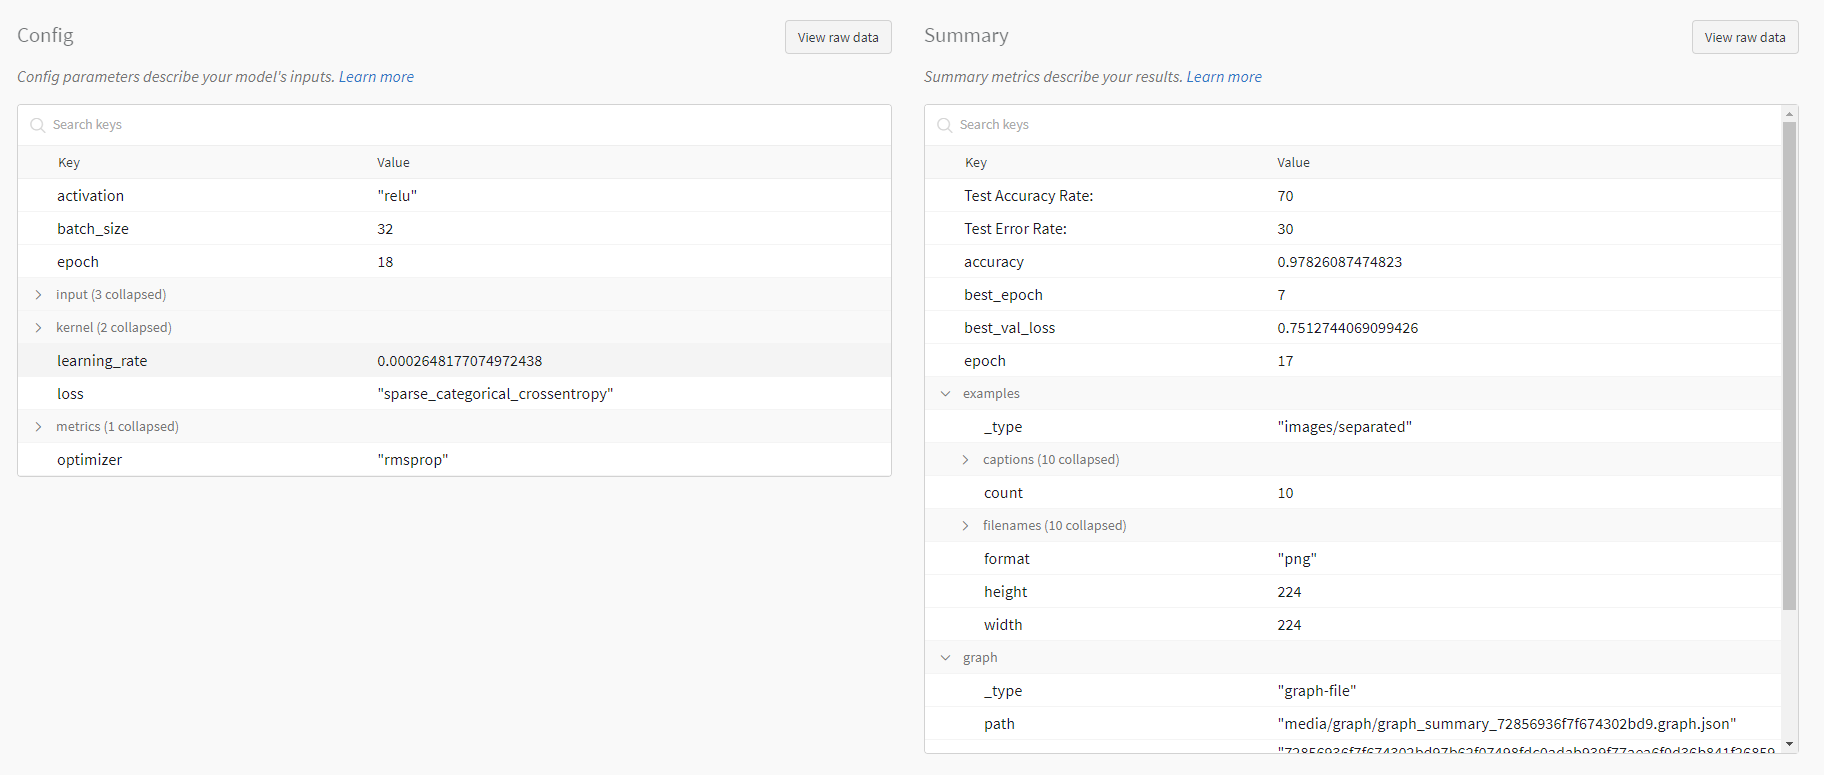 Config
View raw data
Config parameters describe your model's inputs. Learn more
Search keys
Key Value
activation "relu"
batch_size 32
epoch 18
input (3 collapsed)
kernel (2 collapsed)
learning_rate 0.0002648177074972438
loss "sparse_categorical_crossentropy"
metrics (1 collapsed)
optimizer "rmsprop"
Summary
View raw data
Summary metrics describe your results. Learn more
Search keys
Key Value
Test Accuracy Rate: 70
Test Error Rate: 30
accuracy 0.97826087474823
best_epoch 7
best_val_loss 0.7512744069099426
epoch 17
examples
_type "images/separated"
captions (10 collapsed)
count 10
filenames (10 collapsed)
format "png"
height 224
width 224
graph
_type "graph-file"
path "media/graph/graph_summary_72856936f7f674302bd9.graph.json"